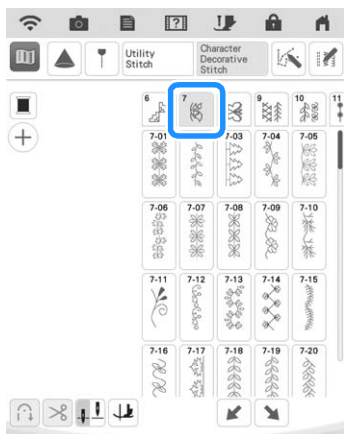 ?
Utility
Stitch
Character
Decorative
Stitch
6 7 9 10 11
7-01 7-03 7-04 7-05
7-06 7-07 7-08 7-09 7-10
7-11 7-12 7-13 7-14 7-15
7-16 7-17 7-18 7-19 7-20